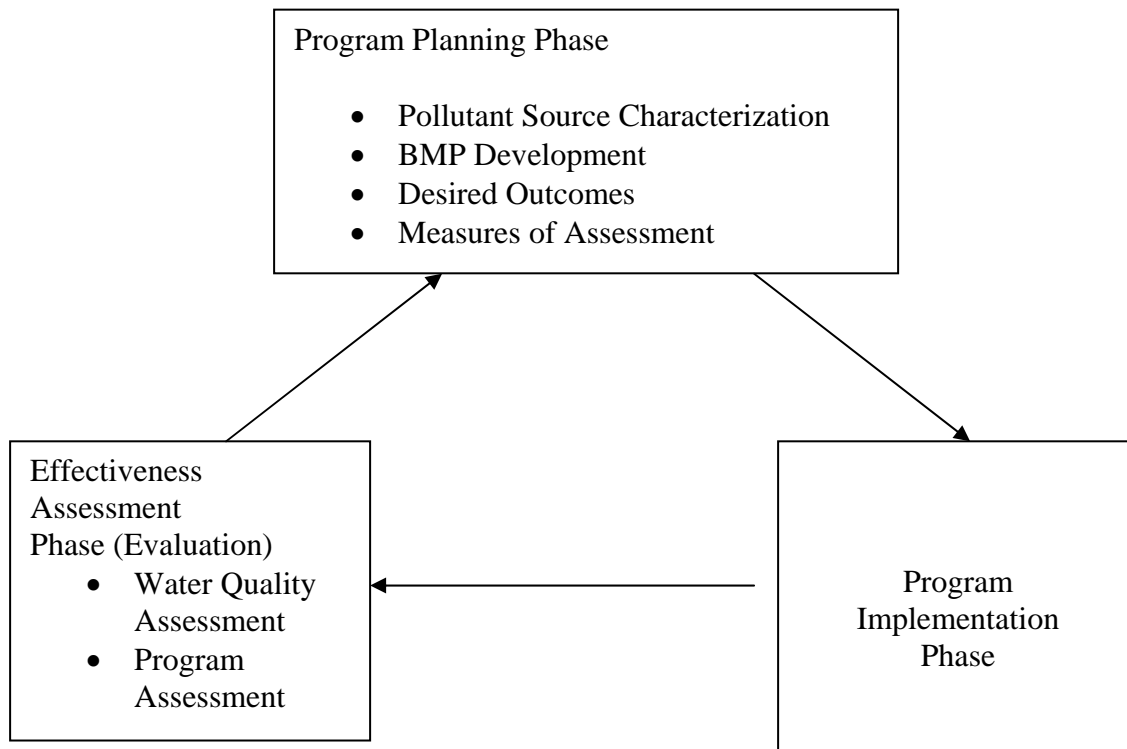 Program Planning Phase
• Pollutant Source Characterization
• BMP Development
• Desired Outcomes
• Measures of Assessment
Effectiveness
Assessment
Phase (Evaluation)
• Water Quality
Assessment
• Program
Assessment
Program
Implementation
Phase